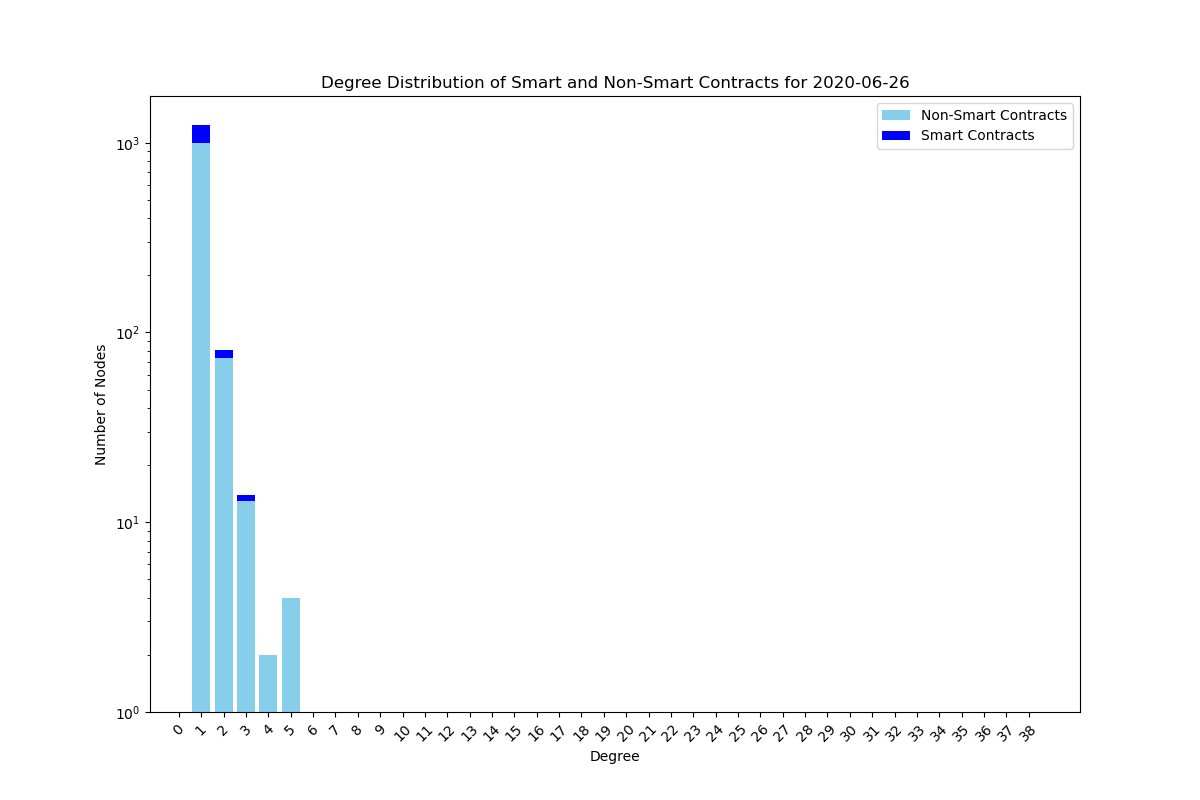 Degree Distribution of Smart and Non-Smart Contracts for 2020-06-26
Non-Smart Contracts
Smart Contracts
Number of Nodes
10³
10²
10¹
10⁰
0 1 2 3 4 5 6 7 8 9 10 11 12 13 14 15 16 17 18 19 20 21 22 23 24 25 26 27 28 29 30 31 32 33 34 35 36 37 38
Degree